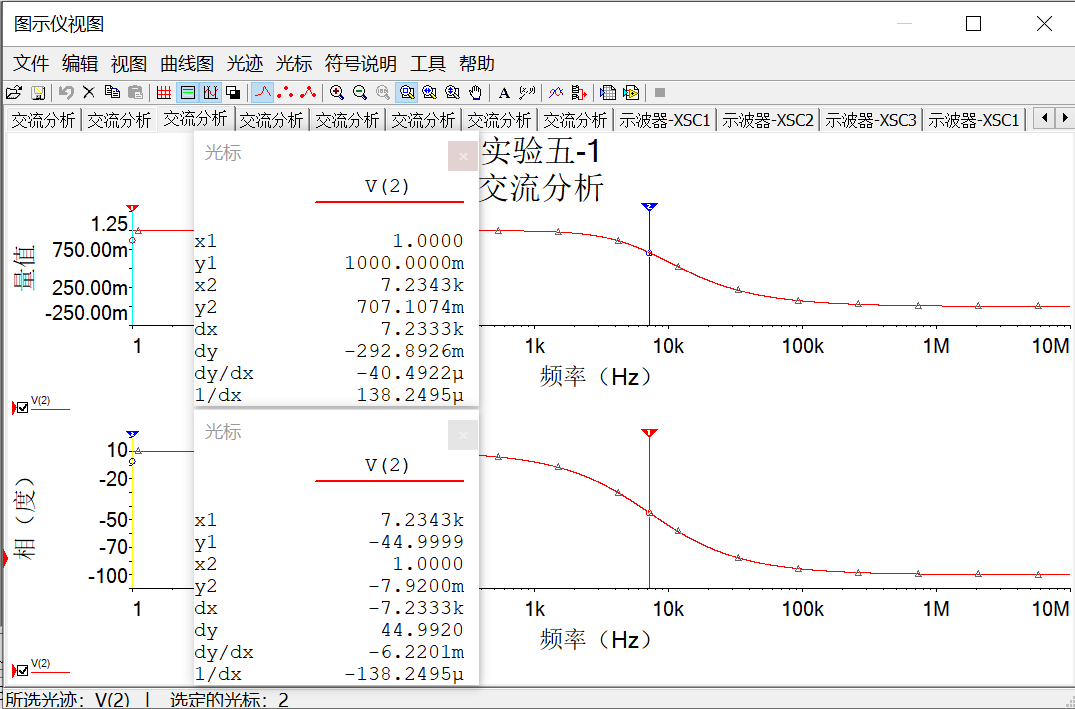 图示仪视图
文件 编辑 视图 曲线图 光迹 光标 符号说明 工具 帮助
交流分析 交流分析 交流分析 交流分析 交流分析 交流分析 交流分析 交流分析 示波器-XSC1 示波器-XSC2 示波器-XSC3 示波器-XSC1
实验五-1
交流分析
量值
1.25
750.00m
250.00m
-250.00m
1 1k 10k 100k 1M 10M
频率（Hz）
V(2)
光标
V(2)
x1 1.0000
y1 1000.0000m
x2 7.2343k
y2 707.1074m
dx 7.2333k
dy -292.8926m
dy/dx -40.4922µ
1/dx 138.2495µ
相（度）
10
-20
-50
-70
-100
1 1k 10k 100k 1M 10M
频率（Hz）
V(2)
光标
V(2)
x1 7.2343k
y1 -44.9999
x2 1.0000
y2 -7.9200m
dx -7.2333k
dy 44.9920
dy/dx -6.2201m
1/dx -138.2495µ
所选光迹: V(2) | 选定的光标: 2